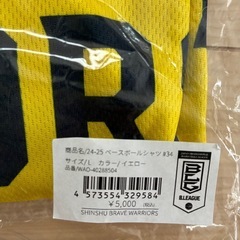 OR
商品名/24-25 ベースボールシャツ #34
サイズ/L カラー/イエロー
品番/WAO-40288504
4 573554 329584
¥5,000 (税込)
SHINSHU BRAVE WARRIORS
B.LEAGUE